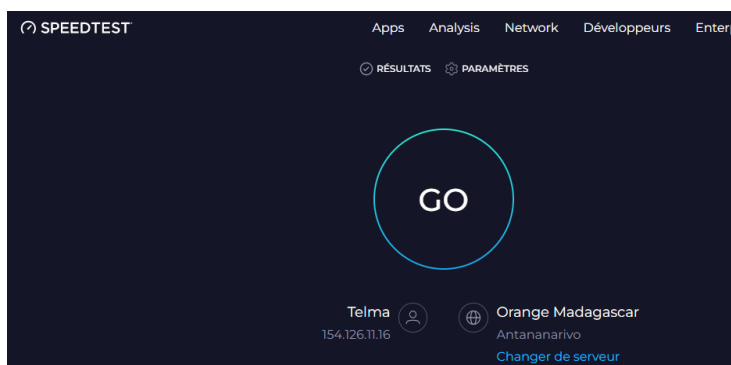 SPEEDTEST Apps Analysis Network Développeurs
RÉSULTATS PARAMÈTRES
GO
Telma Orange Madagascar
154.126.11.16 Antananarivo
Changer de serveur